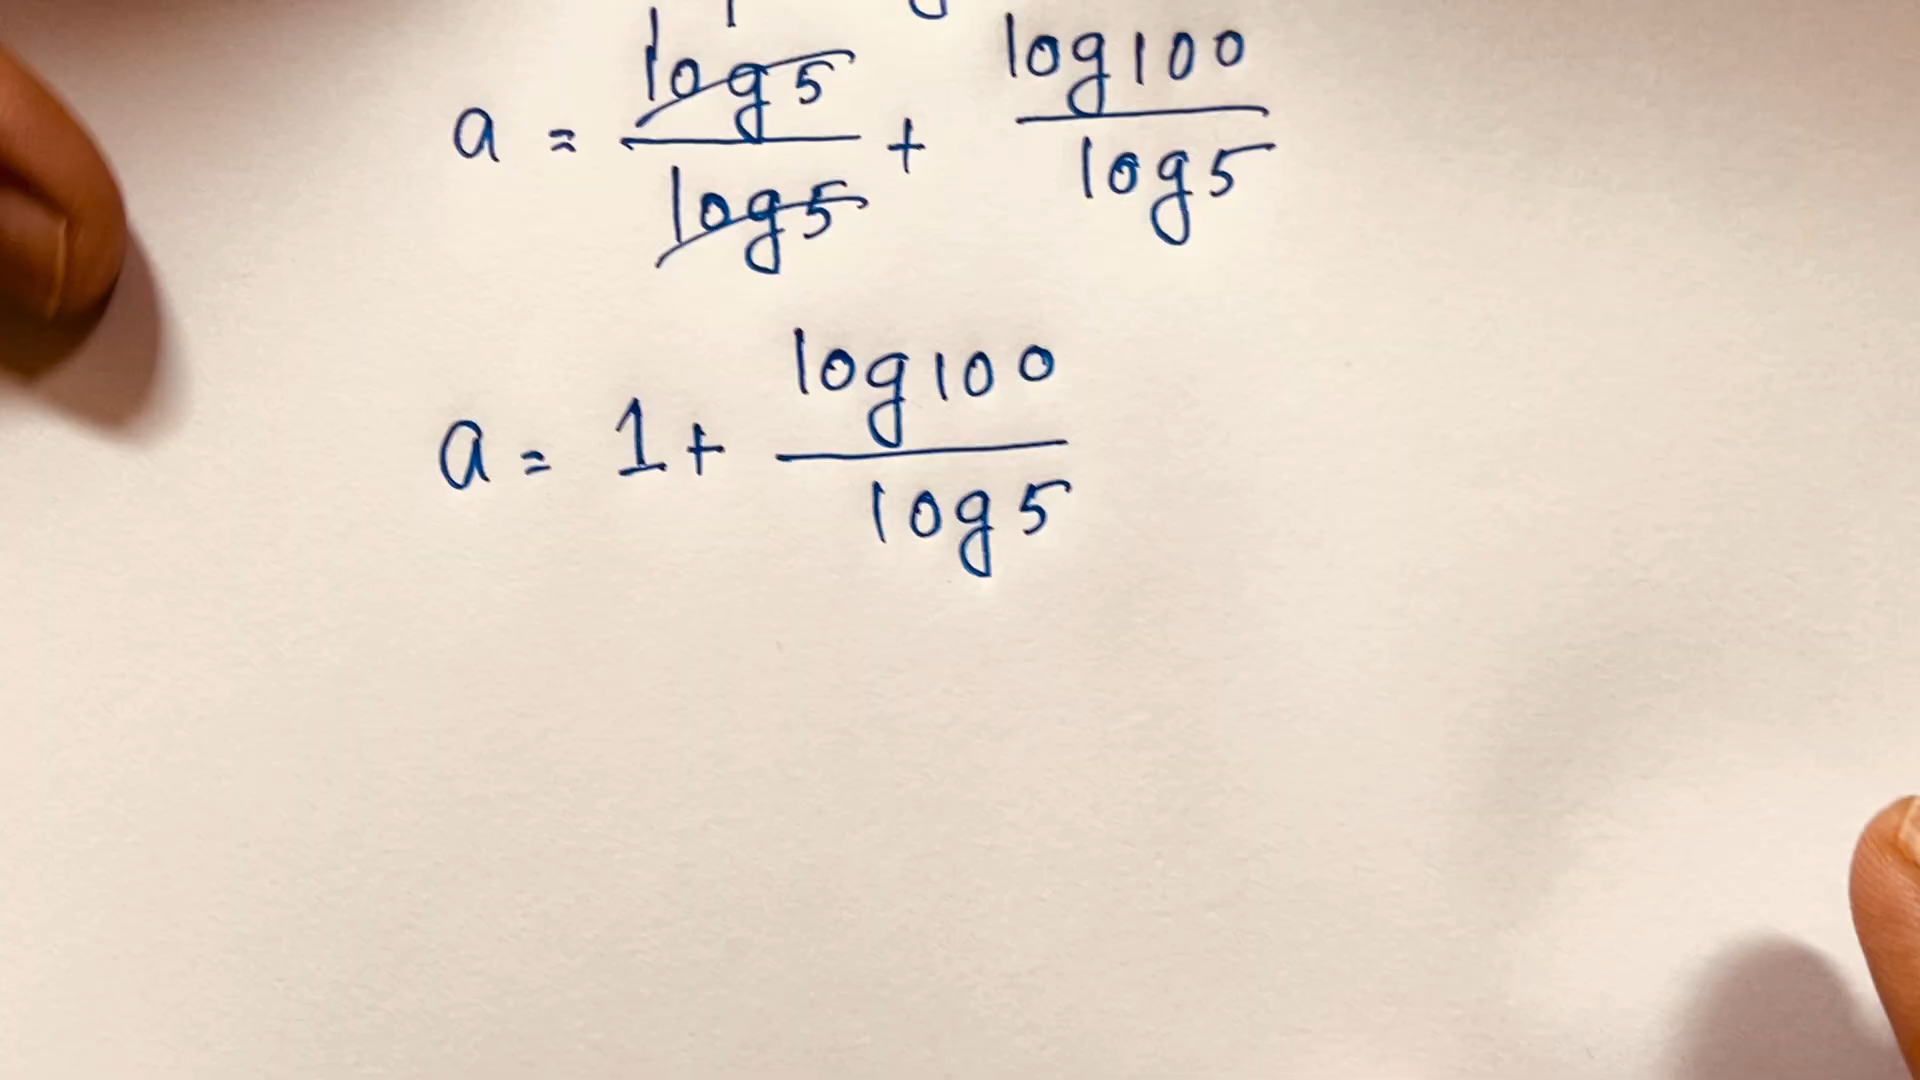 a = log5/log5 + log100/log5
a = 1 + log100/log5